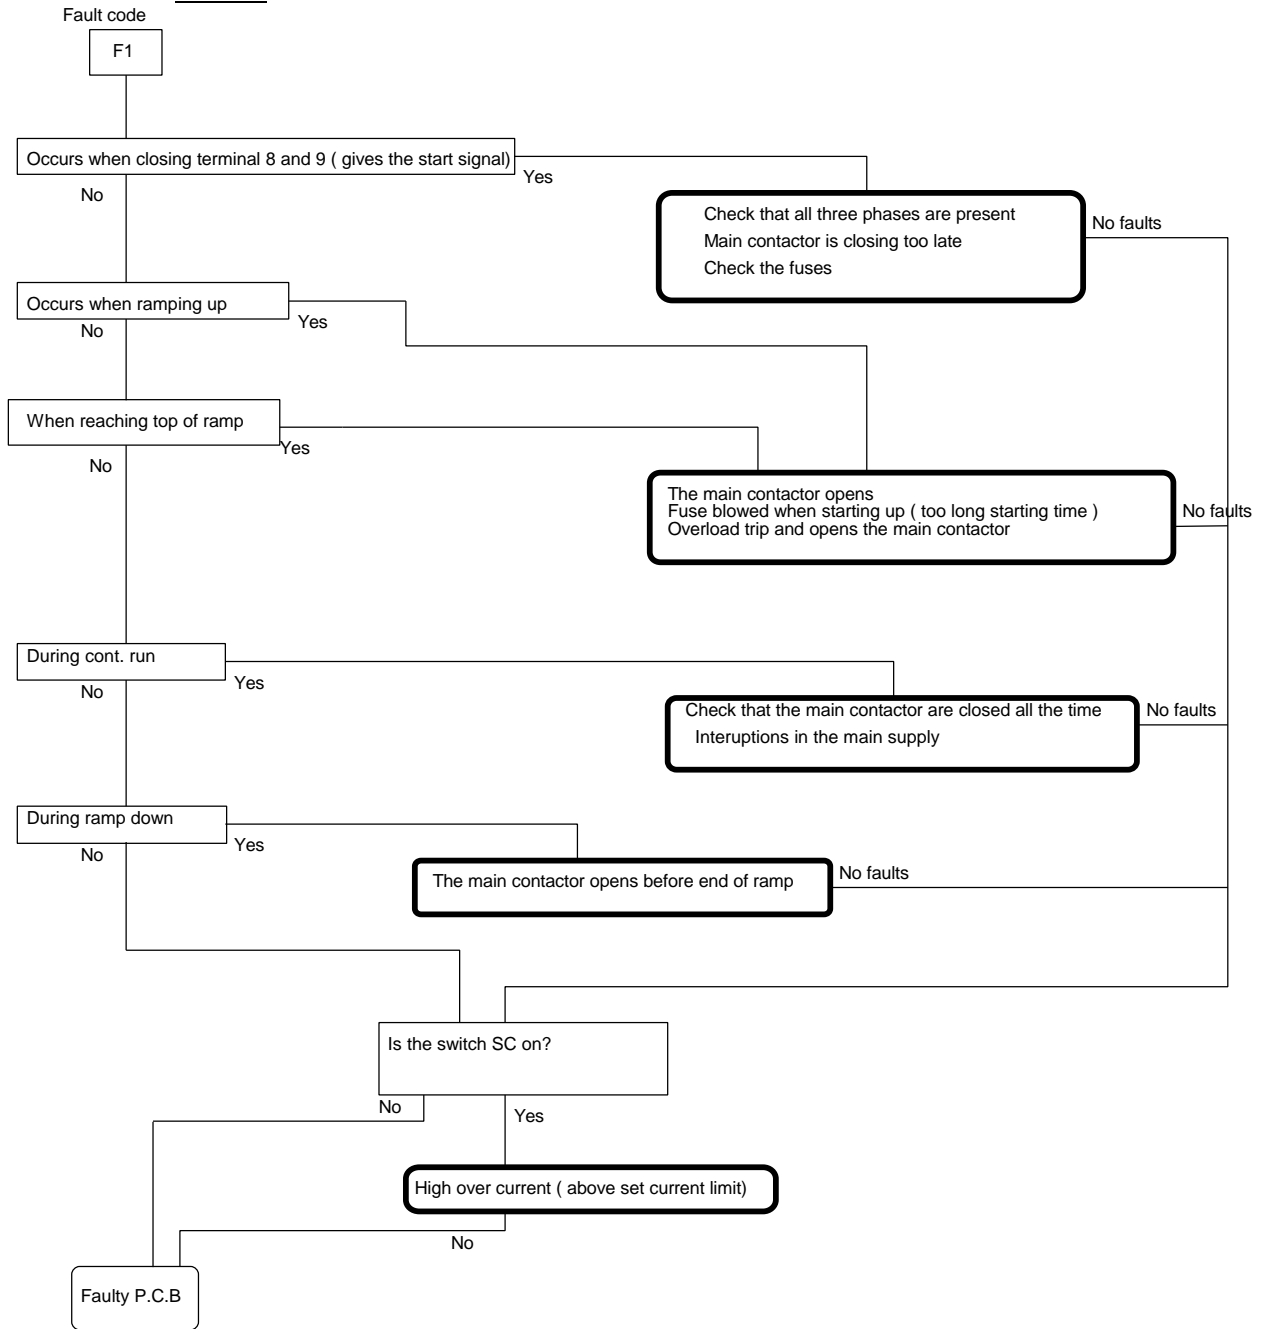 Fault code
F1
Occurs when closing terminal 8 and 9 ( gives the start signal)
Yes
No
Check that all three phases are present
Main contactor is closing too late
Check the fuses
No faults
Occurs when ramping up
Yes
No
When reaching top of ramp
Yes
No
The main contactor opens
Fuse blowed when starting up ( too long starting time )
Overload trip and opens the main contactor
No faults
During cont. run
Yes
No
Check that the main contactor are closed all the time
Interuptions in the main supply
No faults
During ramp down
Yes
No
The main contactor opens before end of ramp
No faults
Is the switch SC on?
No
Yes
High over current ( above set current limit)
No
Faulty P.C.B